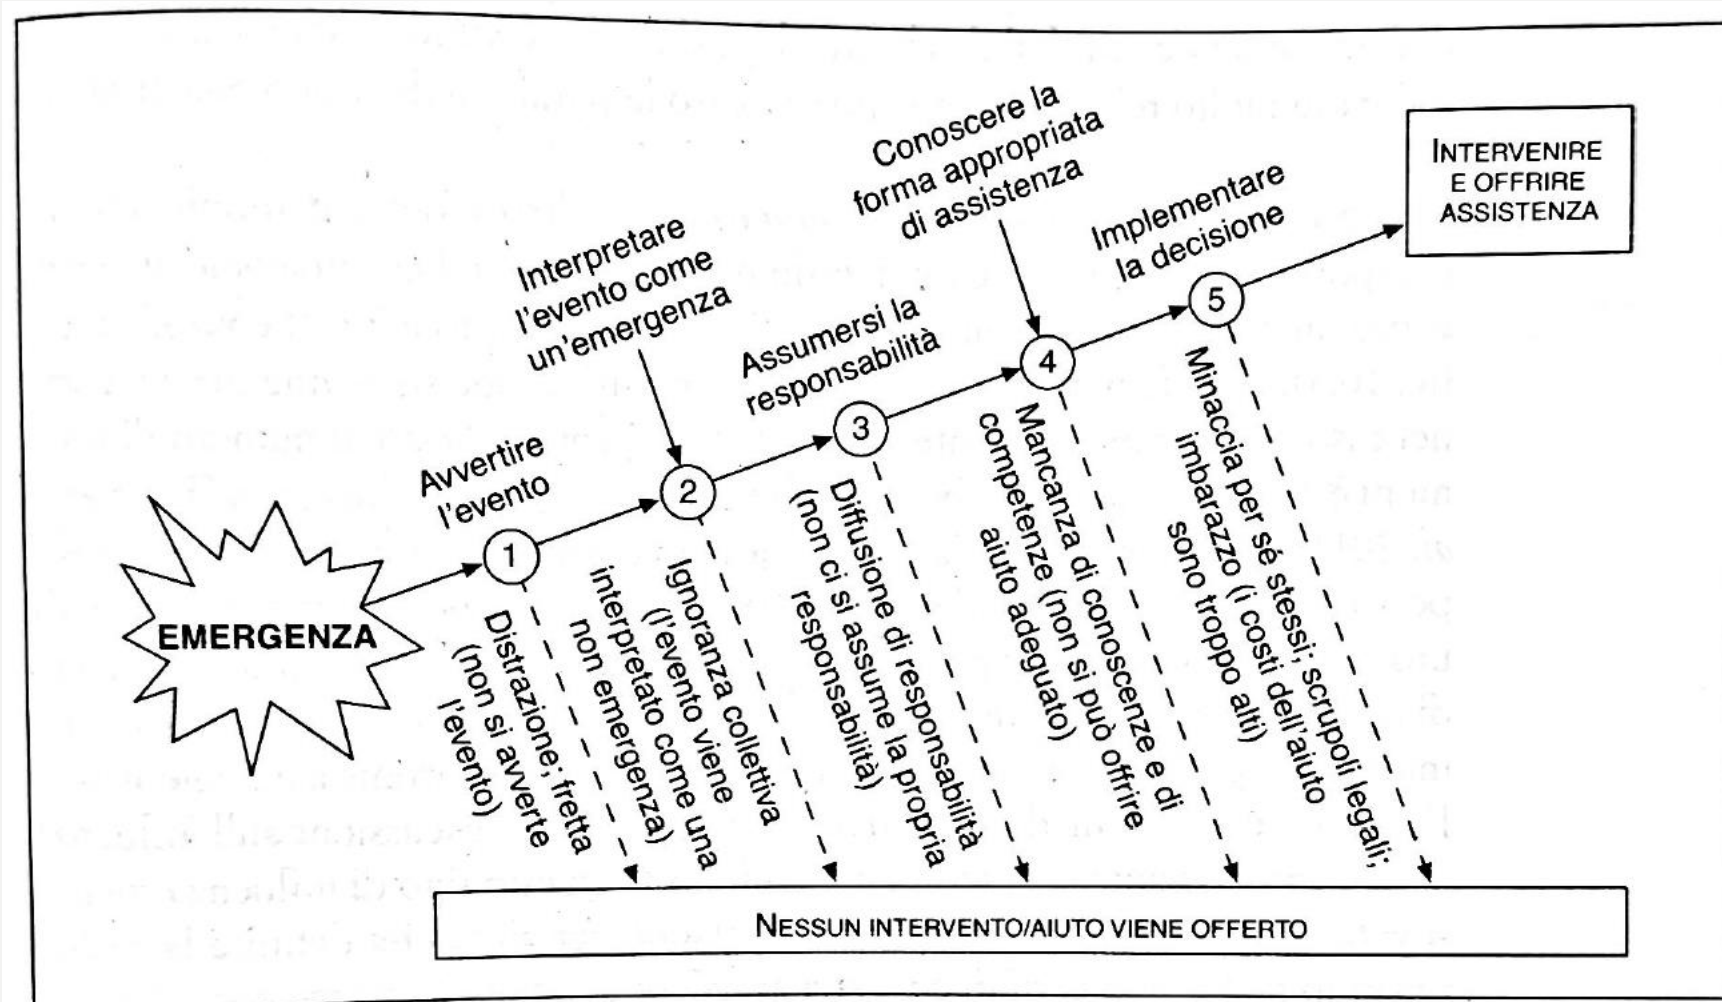 EMERGENZA
Avvertire
l'evento
1
Distrazione; fretta
(non si avverte
l'evento)
Interpretare
l'evento come
un'emergenza
2
Ignoranza collettiva
(l'evento viene
interpretato come una
non emergenza)
Assumersi la
responsabilità
3
Diffusione di responsabilità
(non ci si assume la propria
responsabilità)
Conoscere la
forma appropriata
di assistenza
4
Mancanza di conoscenze e di
competenze (non si può offrire
aiuto adeguato)
Implementare
la decisione
5
Minaccia per sé stessi; scrupoli legali;
imbarazzo (i costi dell'aiuto
sono troppo alti)
INTERVENIRE
E OFFRIRE
ASSISTENZA
NESSUN INTERVENTO/AIUTO VIENE OFFERTO